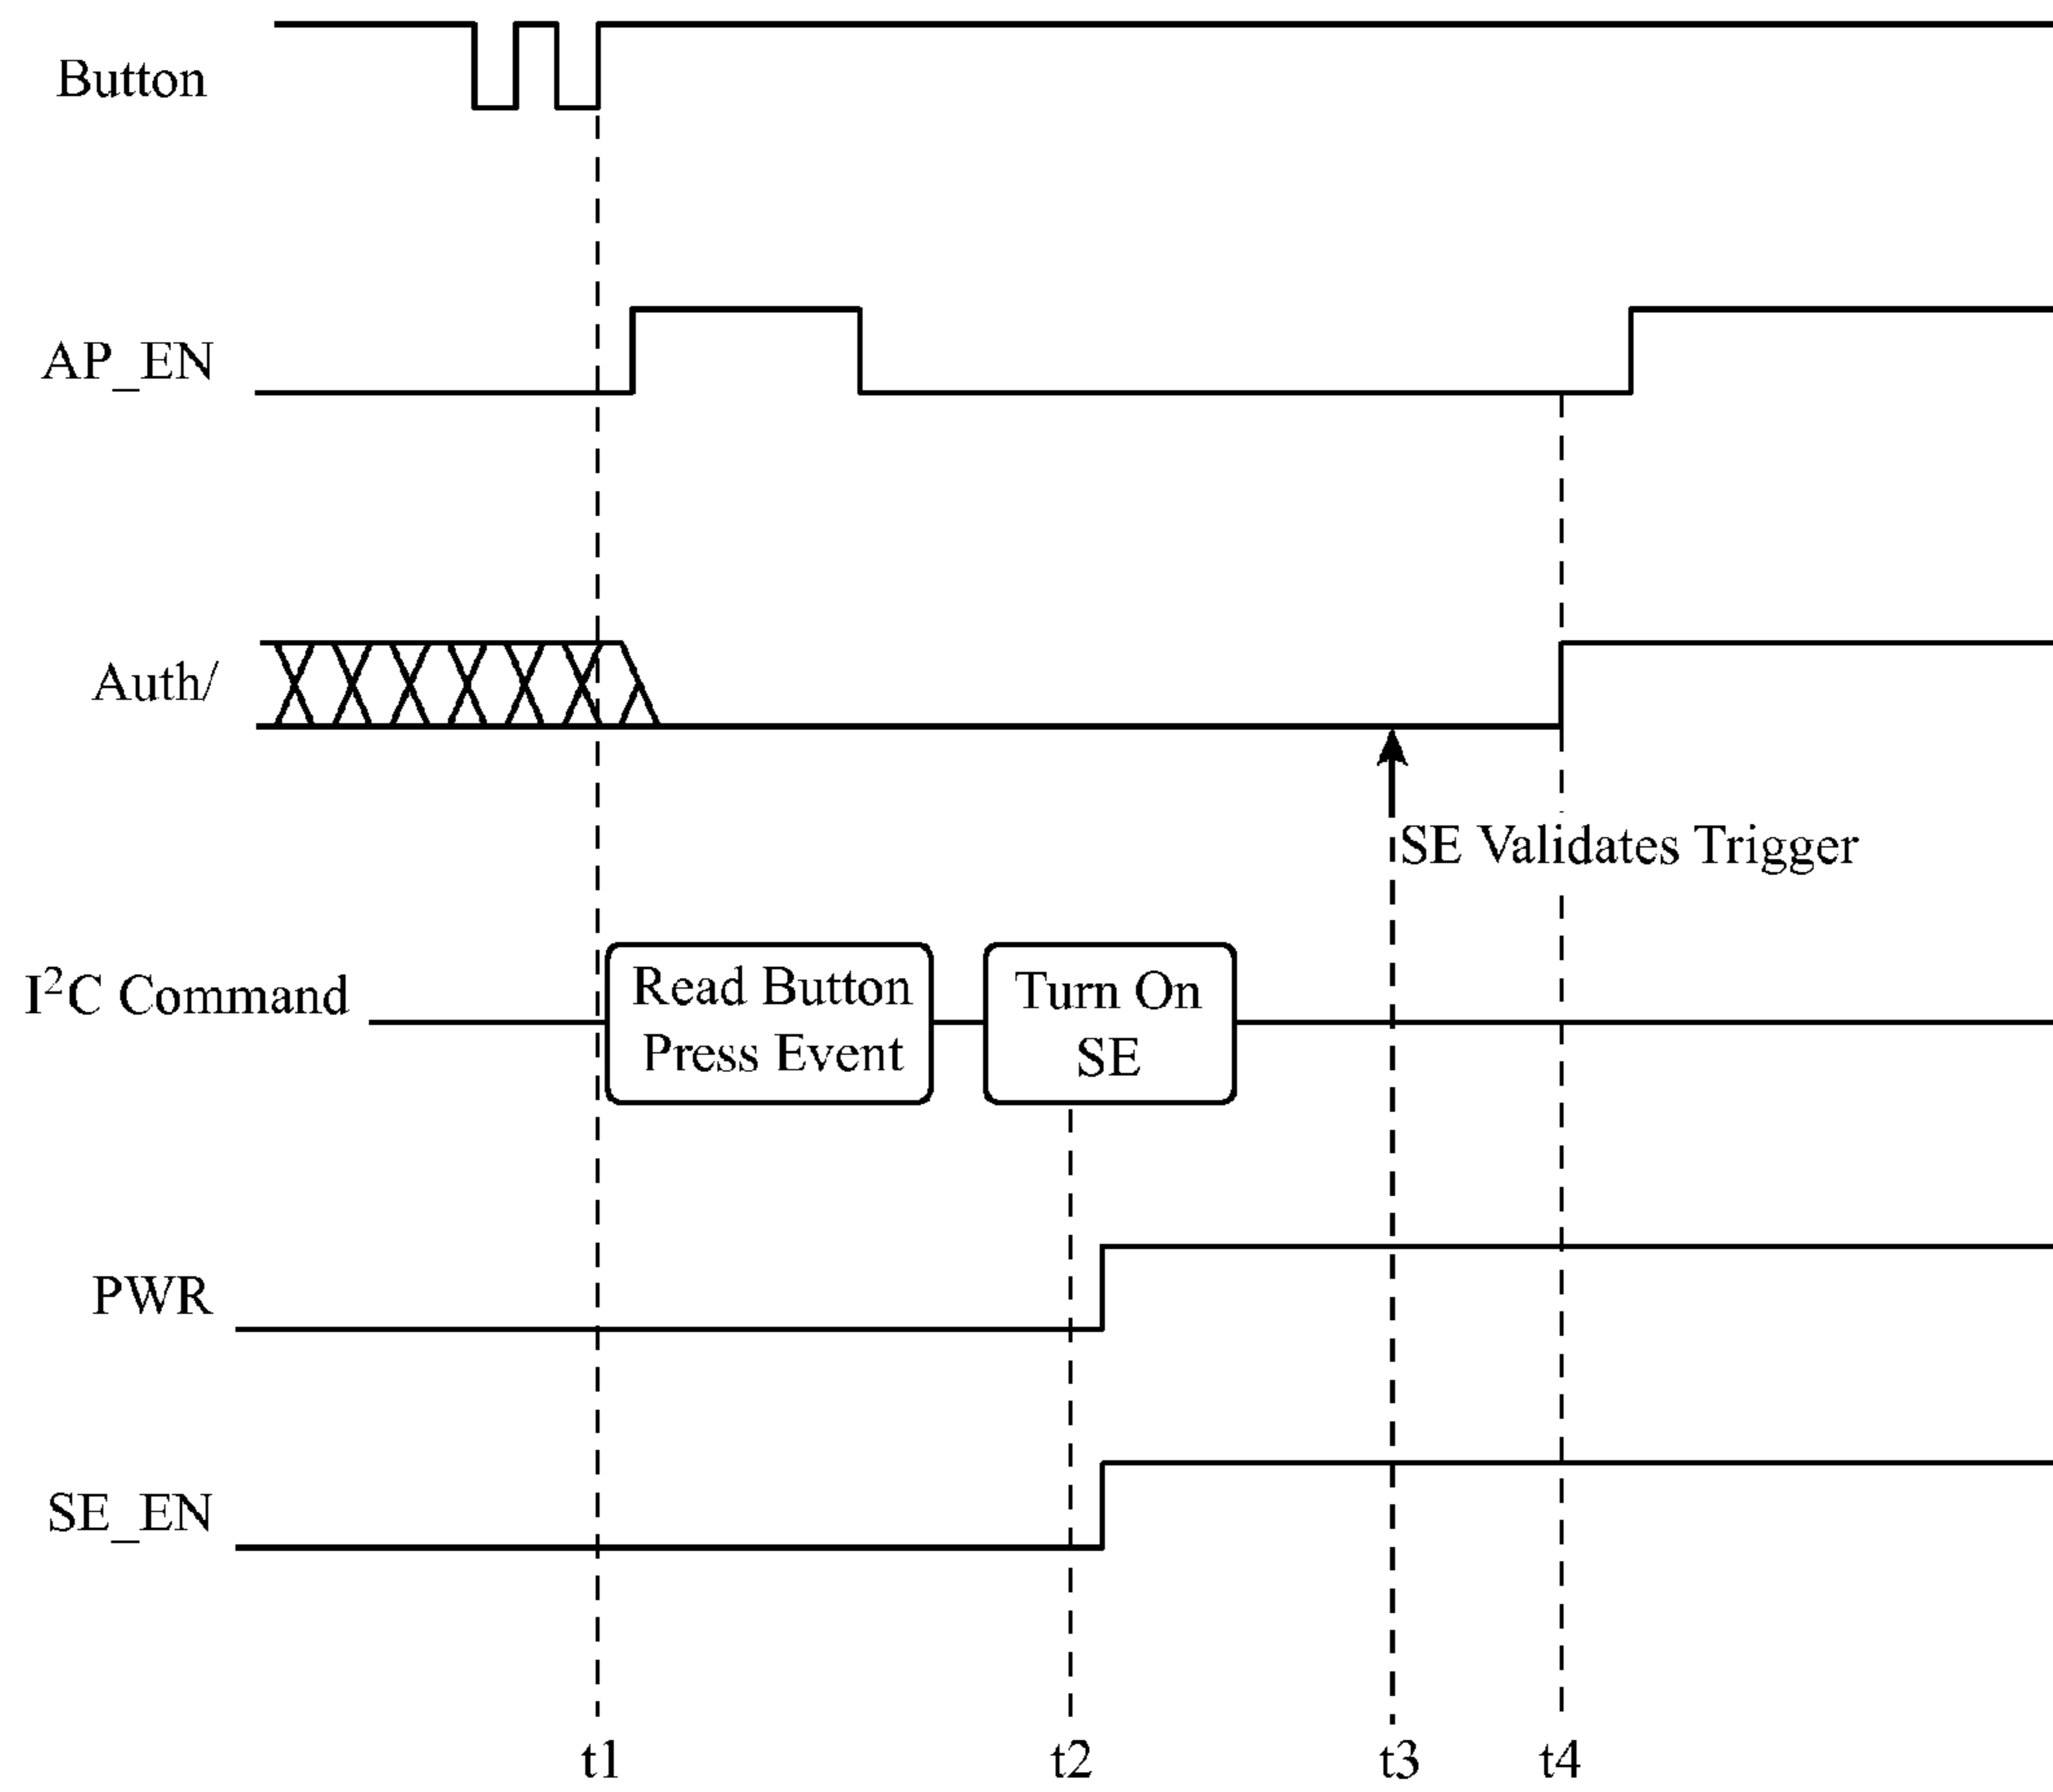 Button
AP_EN
Auth/
SE Validates Trigger
I²C Command
Read Button
Press Event
Turn On
SE
PWR
SE_EN
t1
t2
t3
t4